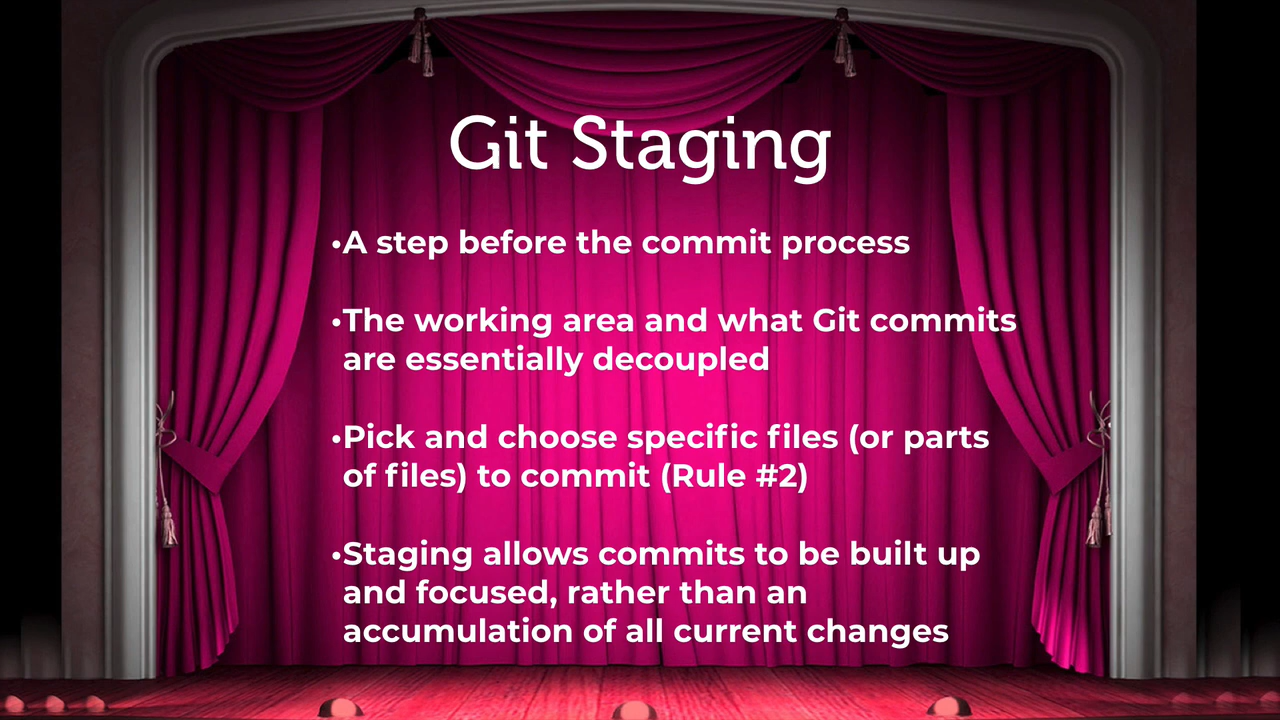 Git Staging
•A step before the commit process
•The working area and what Git commits
are essentially decoupled
•Pick and choose specific files (or parts
of files) to commit (Rule #2)
•Staging allows commits to be built up
and focused, rather than an
accumulation of all current changes